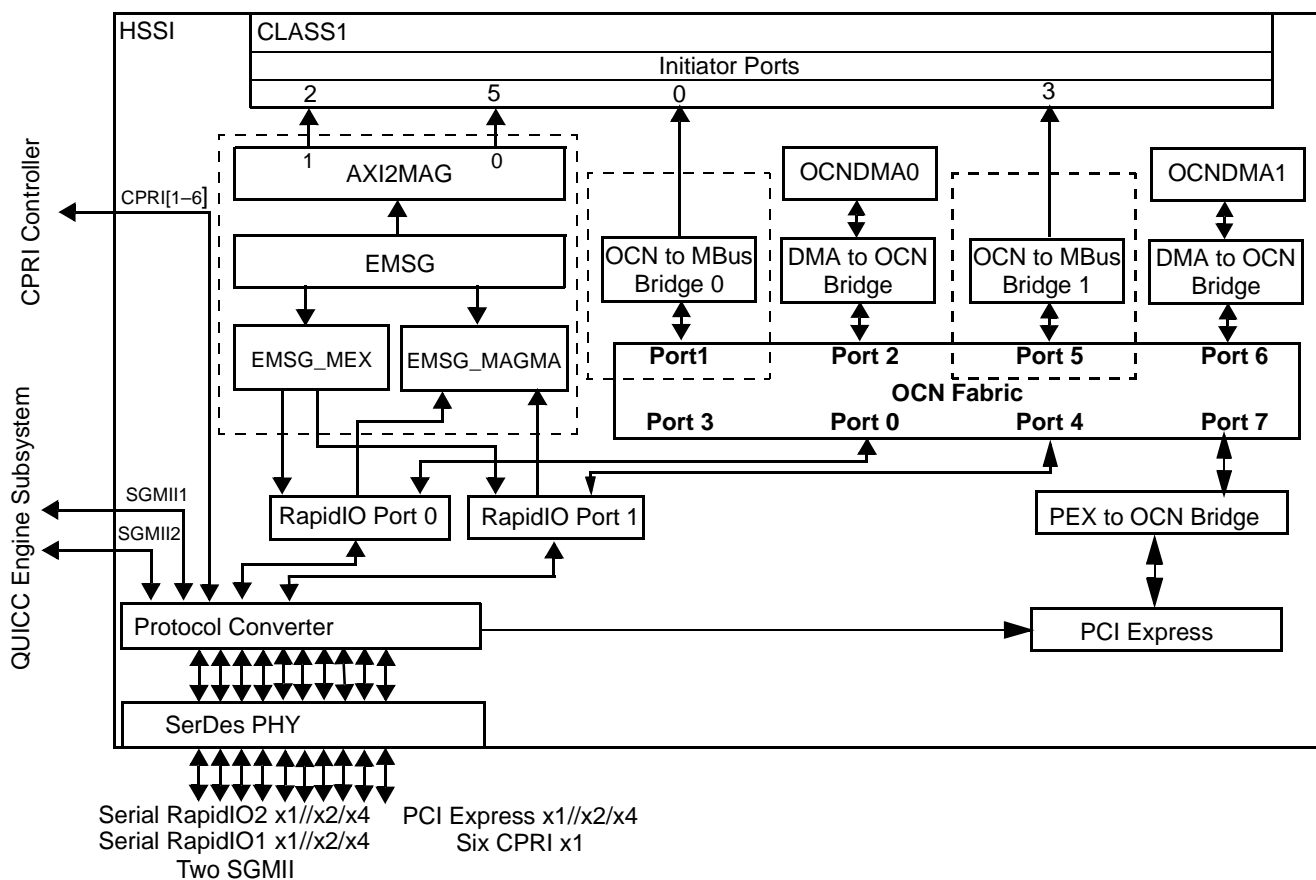 HSSI
CLASS1
Initiator Ports
2 5 0 3
1 0
AXI2MAG
OCNDMA0
OCNDMA1
CPRI[1–6]
CPRI Controller
EMSG
OCN to MBus
Bridge 0
DMA to OCN
Bridge
OCN to MBus
Bridge 1
DMA to OCN
Bridge
EMSG_MEX
EMSG_MAGMA
Port1 Port 2 Port 5 Port 6
OCN Fabric
Port 3 Port 0 Port 4 Port 7
QUICC Engine Subsystem
SGMII1
SGMII2
RapidIO Port 0
RapidIO Port 1
PEX to OCN Bridge
Protocol Converter
PCI Express
SerDes PHY
Serial RapidIO2 x1//x2/x4
Serial RapidIO1 x1//x2/x4
Two SGMII
PCI Express x1//x2/x4
Six CPRI x1